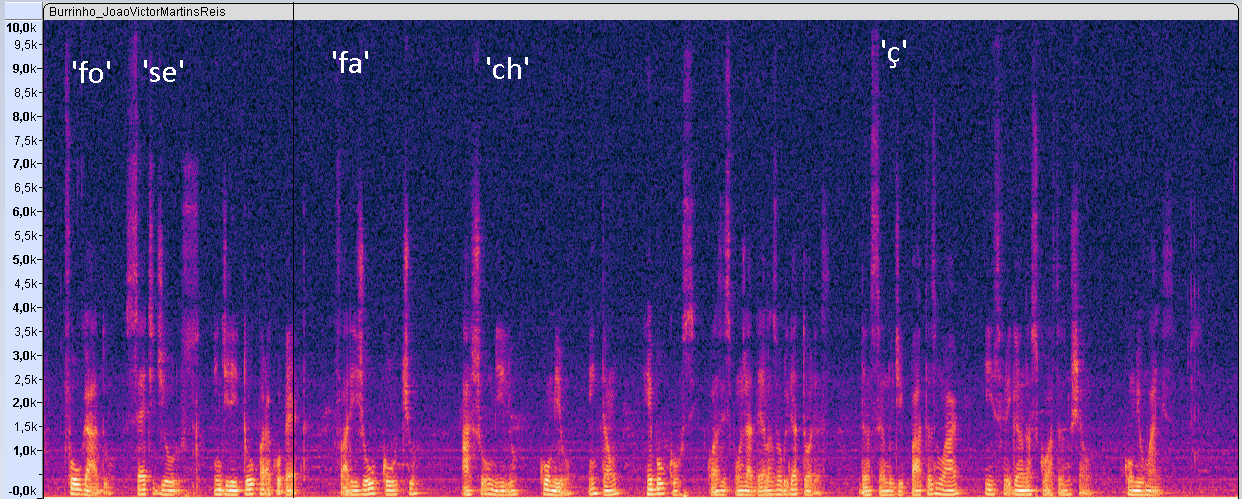 Burrinho_JoaoVictorMartinsReis
10,0k
9,5k
9,0k
8,5k
8,0k
7,5k
7,0k
6,5k
6,0k
5,5k
5,0k
4,5k
4,0k
3,5k
3,0k
2,5k
2,0k
1,5k
1,0k
-0,0k
'fo' 'se' 'fa' 'ch' 'ç'